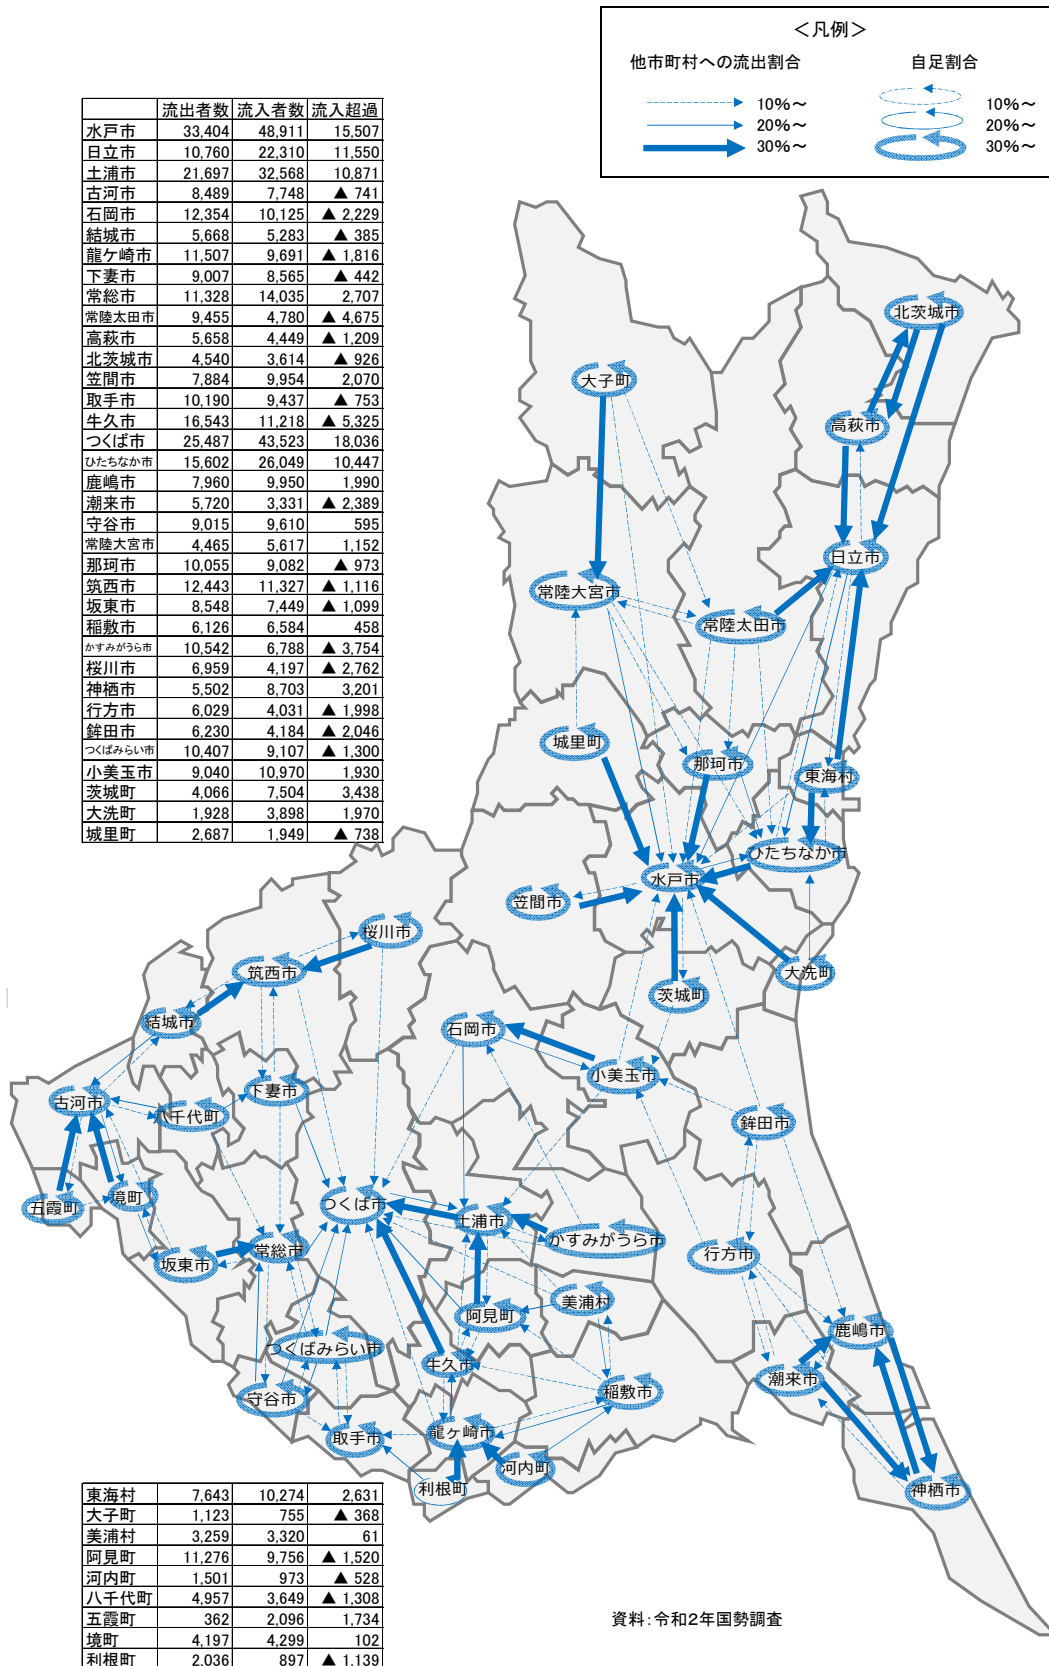 <凡例>
他市町村への流出割合 自足割合
10%~ 10%~
20%~ 20%~
30%~ 30%~
流出者数 流入者数 流入超過
水戸市 33,404 48,911 15,507
日立市 10,760 22,310 11,550
土浦市 21,697 32,568 10,871
古河市 8,489 7,748 ▲ 741
石岡市 12,354 10,125 ▲ 2,229
結城市 5,668 5,283 ▲ 385
龍ケ崎市 11,507 9,691 ▲ 1,816
下妻市 9,007 8,565 ▲ 442
常総市 11,328 14,035 2,707
常陸太田市 9,455 4,780 ▲ 4,675
高萩市 5,658 4,449 ▲ 1,209
北茨城市 4,540 3,614 ▲ 926
笠間市 7,884 9,954 2,070
取手市 10,190 9,437 ▲ 753
牛久市 16,543 11,218 ▲ 5,325
つくば市 25,487 43,523 18,036
ひたちなか市 15,602 26,049 10,447
鹿嶋市 7,960 9,950 1,990
潮来市 5,720 3,331 ▲ 2,389
守谷市 9,015 9,610 595
常陸大宮市 4,465 5,617 1,152
那珂市 10,055 9,082 ▲ 973
筑西市 12,443 11,327 ▲ 1,116
坂東市 8,548 7,449 ▲ 1,099
稲敷市 6,126 6,584 458
かすみがうら市 10,542 6,788 ▲ 3,754
桜川市 6,959 4,197 ▲ 2,762
神栖市 5,502 8,703 3,201
行方市 6,029 4,031 ▲ 1,998
鉾田市 6,230 4,184 ▲ 2,046
つくばみらい市 10,407 9,107 ▲ 1,300
小美玉市 9,040 10,970 1,930
茨城町 4,066 7,504 3,438
大洗町 1,928 3,898 1,970
城里町 2,687 1,949 ▲ 738
北茨城市
大子町
高萩市
日立市
常陸大宮市
常陸太田市
城里町
那珂市
東海村
ひたちなか市
水戸市
笠間市
桜川市
筑西市
大洗町
茨城町
結城市
石岡市
小美玉市
下妻市
古河市
八千代町
鉾田市
五霞町
境町
つくば市
土浦市
かすみがうら市
常総市
坂東市
行方市
美浦村
阿見町
鹿嶋市
つくばみらい市
牛久市
潮来市
稲敷市
守谷市
取手市
龍ヶ崎市
河内町
利根町
神栖市
東海村 7,643 10,274 2,631
大子町 1,123 755 ▲ 368
美浦村 3,259 3,320 61
阿見町 11,276 9,756 ▲ 1,520
河内町 1,501 973 ▲ 528
八千代町 4,957 3,649 ▲ 1,308
五霞町 362 2,096 1,734
境町 4,197 4,299 102
利根町 2,036 897 ▲ 1,139
資料:令和2年国勢調査